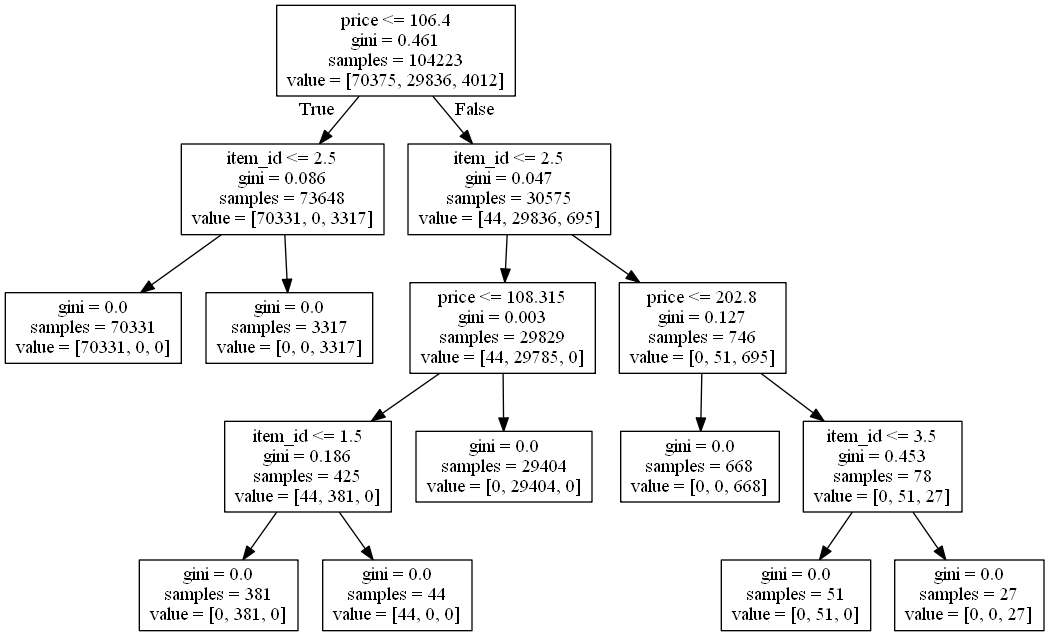 price <= 106.4
gini = 0.461
samples = 104223
value = [70375, 29836, 4012]
True
False
item_id <= 2.5
gini = 0.086
samples = 73648
value = [70331, 0, 3317]
item_id <= 2.5
gini = 0.047
samples = 30575
value = [44, 29836, 695]
gini = 0.0
samples = 70331
value = [70331, 0, 0]
gini = 0.0
samples = 3317
value = [0, 0, 3317]
price <= 108.315
gini = 0.003
samples = 29829
value = [44, 29785, 0]
price <= 202.8
gini = 0.127
samples = 746
value = [0, 51, 695]
item_id <= 1.5
gini = 0.186
samples = 425
value = [44, 381, 0]
gini = 0.0
samples = 29404
value = [0, 29404, 0]
gini = 0.0
samples = 668
value = [0, 0, 668]
item_id <= 3.5
gini = 0.453
samples = 78
value = [0, 51, 27]
gini = 0.0
samples = 381
value = [0, 381, 0]
gini = 0.0
samples = 44
value = [44, 0, 0]
gini = 0.0
samples = 51
value = [0, 51, 0]
gini = 0.0
samples = 27
value = [0, 0, 27]